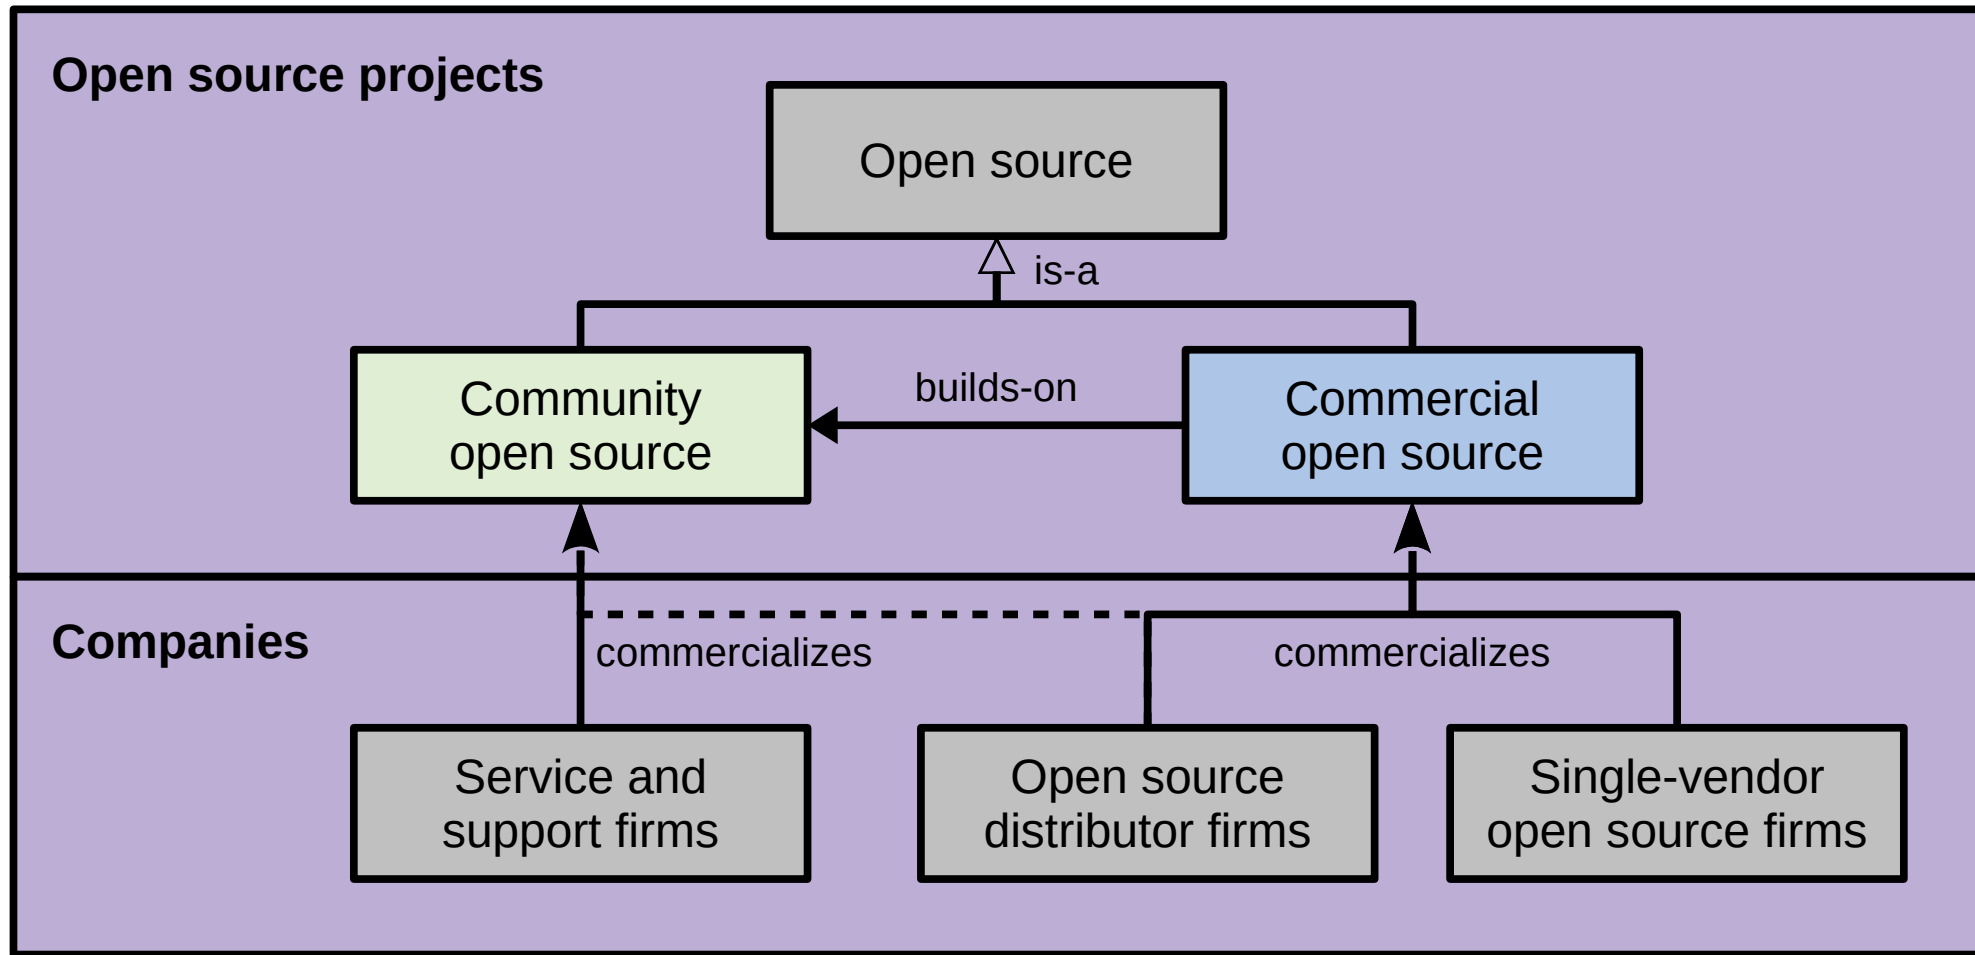 Open source projects
Open source
is-a
Community
open source
builds-on
Commercial
open source
Companies
commercializes
commercializes
Service and
support firms
Open source
distributor firms
Single-vendor
open source firms